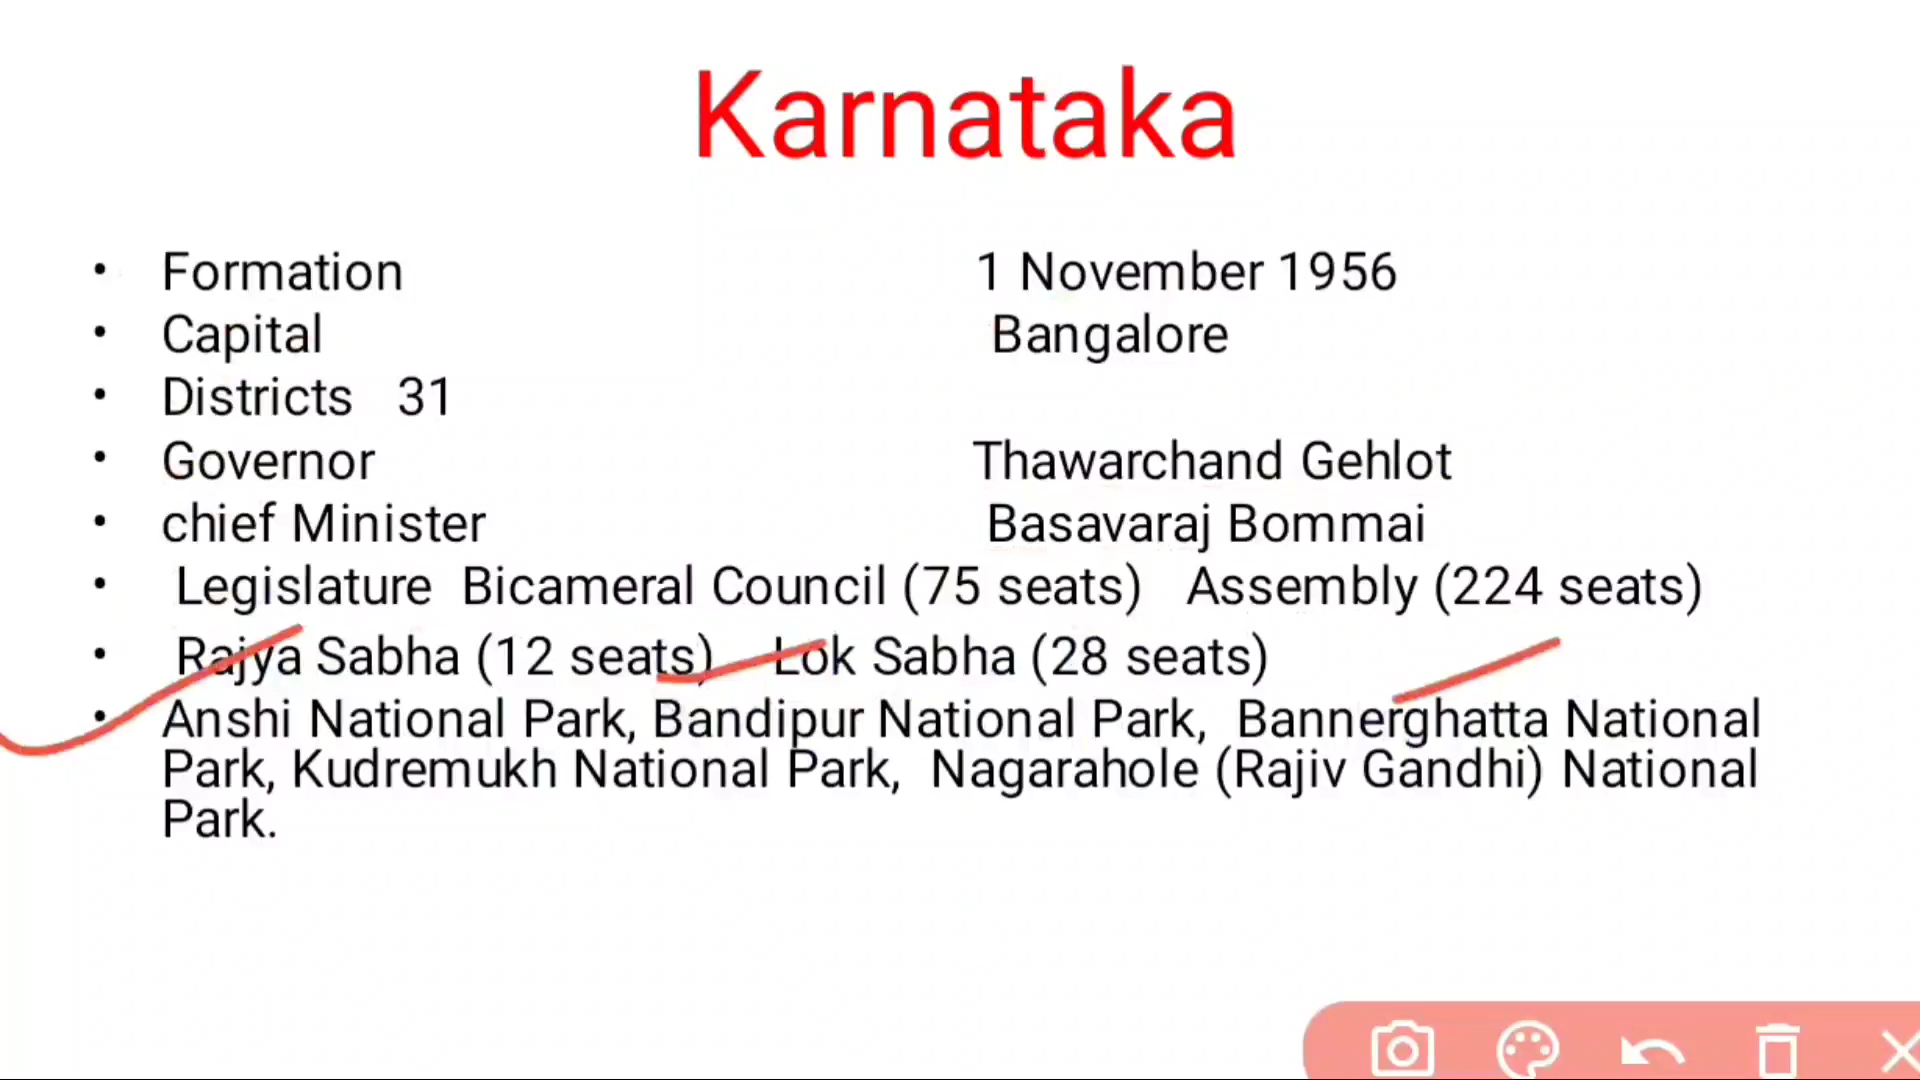 Karnataka
• Formation 1 November 1956
• Capital Bangalore
• Districts 31
• Governor Thawarchand Gehlot
• chief Minister Basavaraj Bommai
• Legislature Bicameral Council (75 seats) Assembly (224 seats)
• Rajya Sabha (12 seats) Lok Sabha (28 seats)
• Anshi National Park, Bandipur National Park, Bannerghatta National
Park, Kudremukh National Park, Nagarahole (Rajiv Gandhi) National
Park.